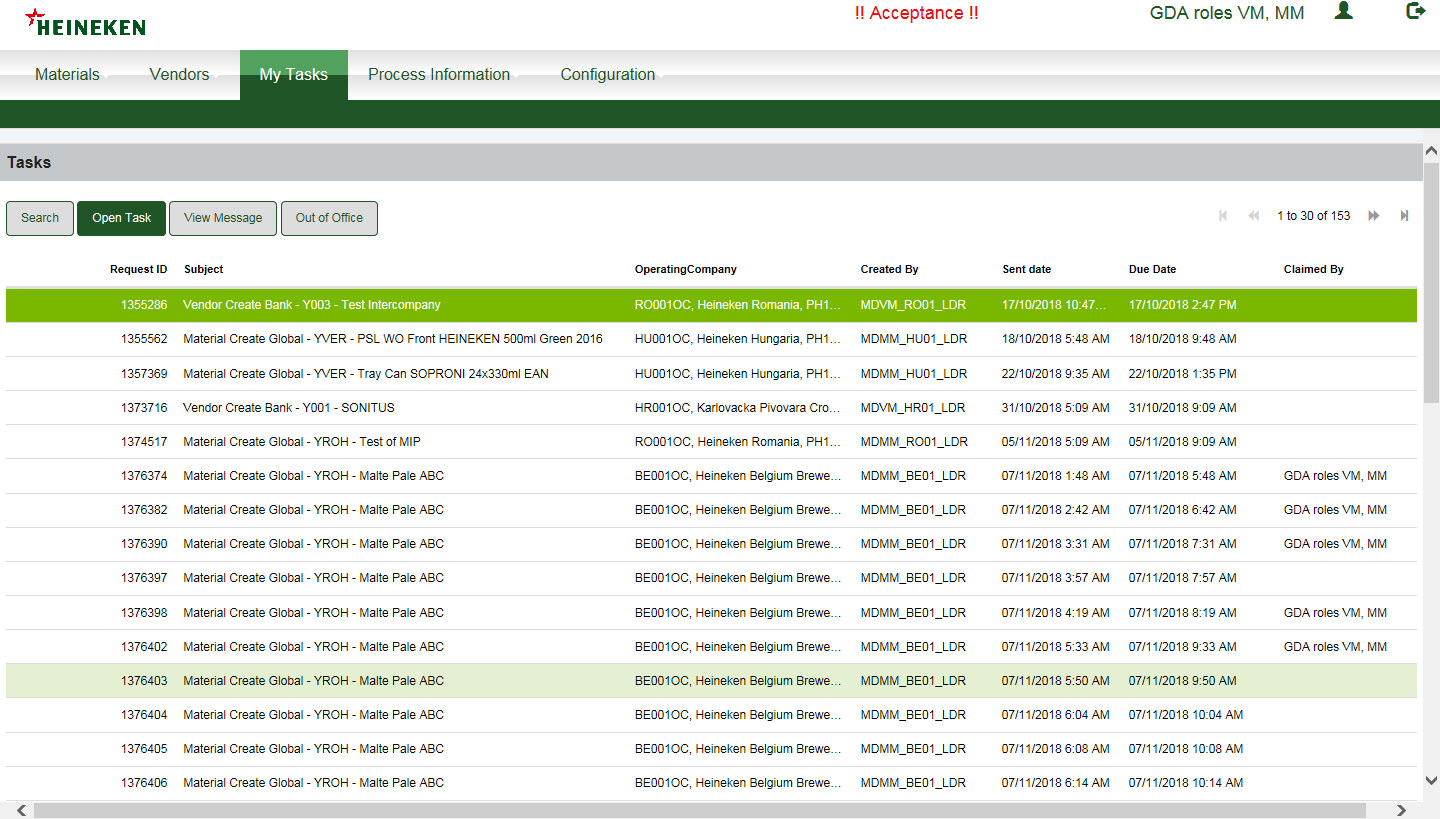 HEINEKEN
!! Acceptance !! GDA roles VM, MM
Materials Vendors My Tasks Process Information Configuration
Tasks
Search Open Task View Message Out of Office 1 to 30 of 153
Request ID Subject OperatingCompany Created By Sent date Due Date Claimed By
1355286 Vendor Create Bank - Y003 - Test Intercompany RO001OC, Heineken Romania, PH1... MDVM_RO01_LDR 17/10/2018 10:47... 17/10/2018 2:47 PM
1355562 Material Create Global - YVER - PSL WO Front HEINEKEN 500ml Green 2016 HU001OC, Heineken Hungaria, PH1... MDMM_HU01_LDR 18/10/2018 5:48 AM 18/10/2018 9:48 AM
1357369 Material Create Global - YVER - Tray Can SOPRONI 24x330ml EAN HU001OC, Heineken Hungaria, PH1... MDMM_HU01_LDR 22/10/2018 9:35 AM 22/10/2018 1:35 PM
1373716 Vendor Create Bank - Y001 - SONITUS HR001OC, Karlovacka Pivovara Cro... MDVM_HR01_LDR 31/10/2018 5:09 AM 31/10/2018 9:09 AM
1374517 Material Create Global - YROH - Test of MIP RO001OC, Heineken Romania, PH1... MDMM_RO01_LDR 05/11/2018 5:09 AM 05/11/2018 9:09 AM
1376374 Material Create Global - YROH - Malte Pale ABC BE001OC, Heineken Belgium Brewe... MDMM_BE01_LDR 07/11/2018 1:48 AM 07/11/2018 5:48 AM GDA roles VM, MM
1376382 Material Create Global - YROH - Malte Pale ABC BE001OC, Heineken Belgium Brewe... MDMM_BE01_LDR 07/11/2018 2:42 AM 07/11/2018 6:42 AM GDA roles VM, MM
1376390 Material Create Global - YROH - Malte Pale ABC BE001OC, Heineken Belgium Brewe... MDMM_BE01_LDR 07/11/2018 3:31 AM 07/11/2018 7:31 AM GDA roles VM, MM
1376397 Material Create Global - YROH - Malte Pale ABC BE001OC, Heineken Belgium Brewe... MDMM_BE01_LDR 07/11/2018 3:57 AM 07/11/2018 7:57 AM
1376398 Material Create Global - YROH - Malte Pale ABC BE001OC, Heineken Belgium Brewe... MDMM_BE01_LDR 07/11/2018 4:19 AM 07/11/2018 8:19 AM GDA roles VM, MM
1376402 Material Create Global - YROH - Malte Pale ABC BE001OC, Heineken Belgium Brewe... MDMM_BE01_LDR 07/11/2018 5:33 AM 07/11/2018 9:33 AM GDA roles VM, MM
1376403 Material Create Global - YROH - Malte Pale ABC BE001OC, Heineken Belgium Brewe... MDMM_BE01_LDR 07/11/2018 5:50 AM 07/11/2018 9:50 AM
1376404 Material Create Global - YROH - Malte Pale ABC BE001OC, Heineken Belgium Brewe... MDMM_BE01_LDR 07/11/2018 6:04 AM 07/11/2018 10:04 AM
1376405 Material Create Global - YROH - Malte Pale ABC BE001OC, Heineken Belgium Brewe... MDMM_BE01_LDR 07/11/2018 6:08 AM 07/11/2018 10:08 AM
1376406 Material Create Global - YROH - Malte Pale ABC BE001OC, Heineken Belgium Brewe... MDMM_BE01_LDR 07/11/2018 6:14 AM 07/11/2018 10:14 AM